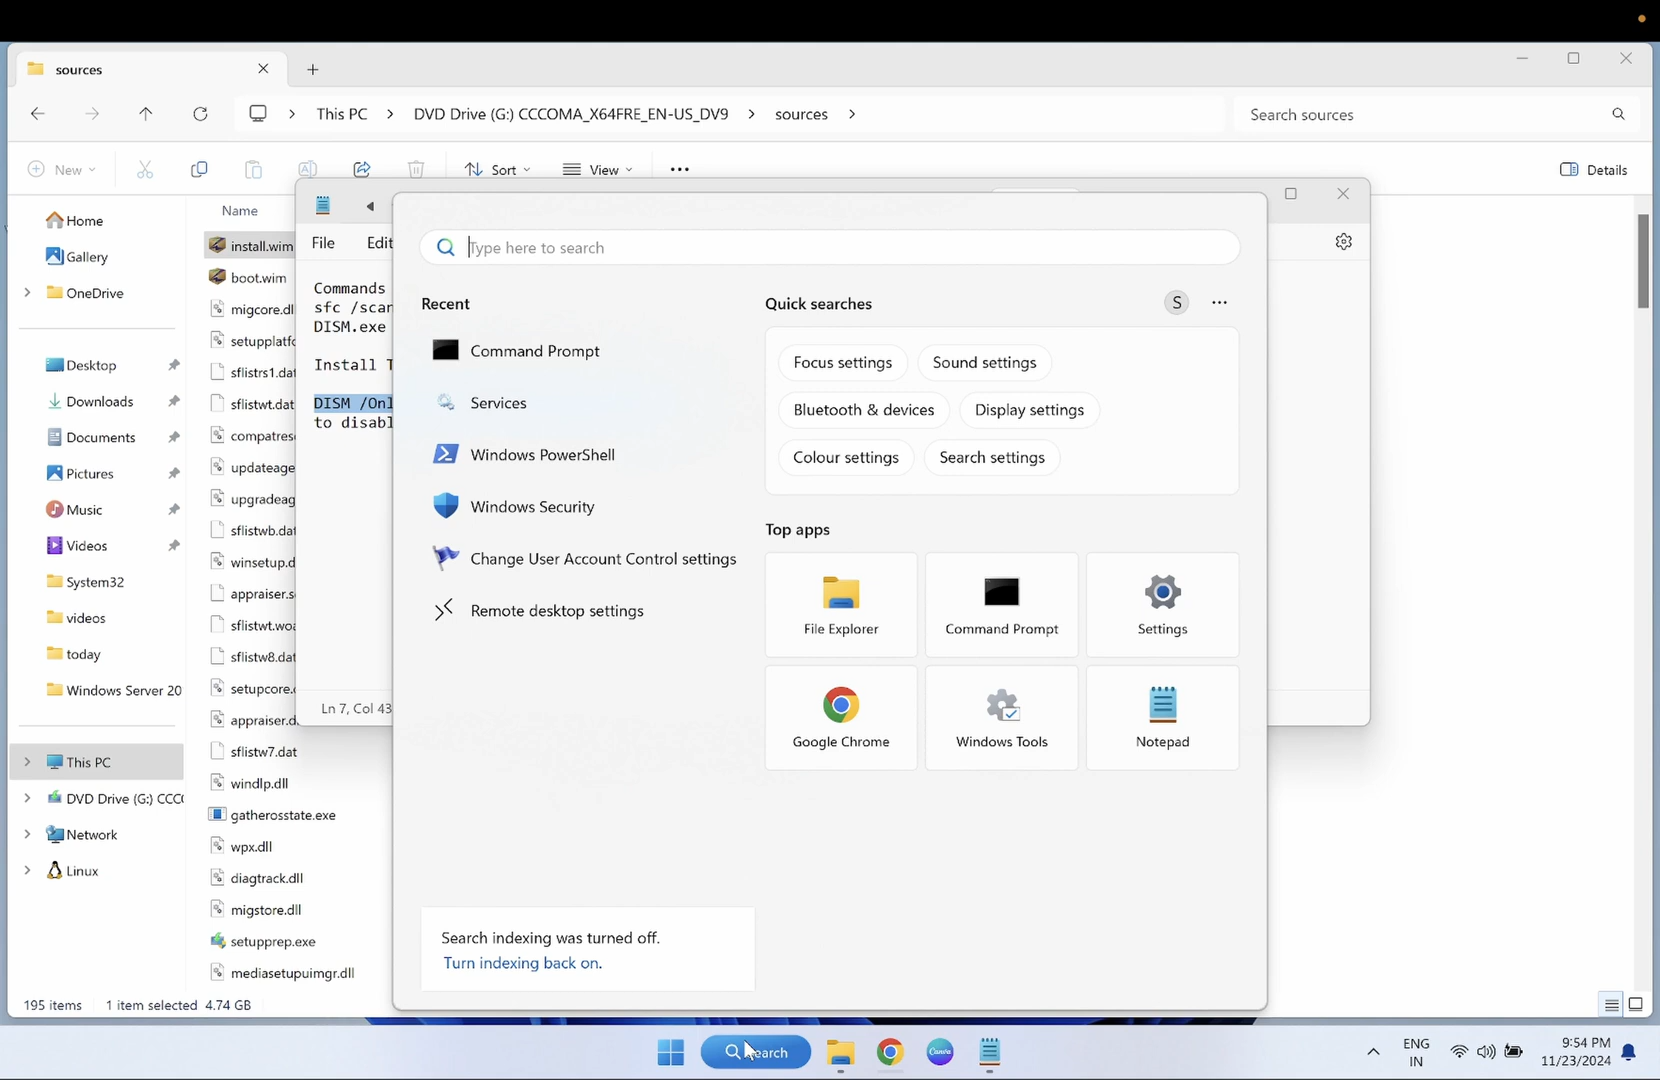 sources
This PC
DVD Drive (G:) CCCOMA_X64FRE_EN-US_DV9
sources
Search sources
New
Sort
View
Details
Home
Gallery
OneDrive
Desktop
Downloads
Documents
Pictures
Music
Videos
System32
videos
today
Windows Server 20
This PC
DVD Drive (G:) CCC
Network
Linux
Name
install.wim
boot.wim
migcore.dl
setupplatfo
sflistrs1.dat
sflistwt.dat
compatres
updateage
upgradeag
sflistwb.dat
winsetup.d
appraiser.s
sflistwt.wo
sflistw8.dat
setupcore.
appraiser.d
sflistw7.dat
windlp.dll
gatherosstate.exe
wpx.dll
diagtrack.dll
migstore.dll
setupprep.exe
mediasetupuimgr.dll
File
Edit
Commands
sfc /scan
DISM.exe
Install T
DISM /Onl
to disabl
Ln 7, Col 43
Type here to search
Recent
Command Prompt
Services
Windows PowerShell
Windows Security
Change User Account Control settings
Remote desktop settings
Quick searches
S
Focus settings
Sound settings
Bluetooth & devices
Display settings
Colour settings
Search settings
Top apps
File Explorer
Command Prompt
Settings
Google Chrome
Windows Tools
Notepad
Search indexing was turned off.
Turn indexing back on.
195 items
1 item selected 4.74 GB
Search
Canva
ENG
IN
9:54 PM
11/23/2024